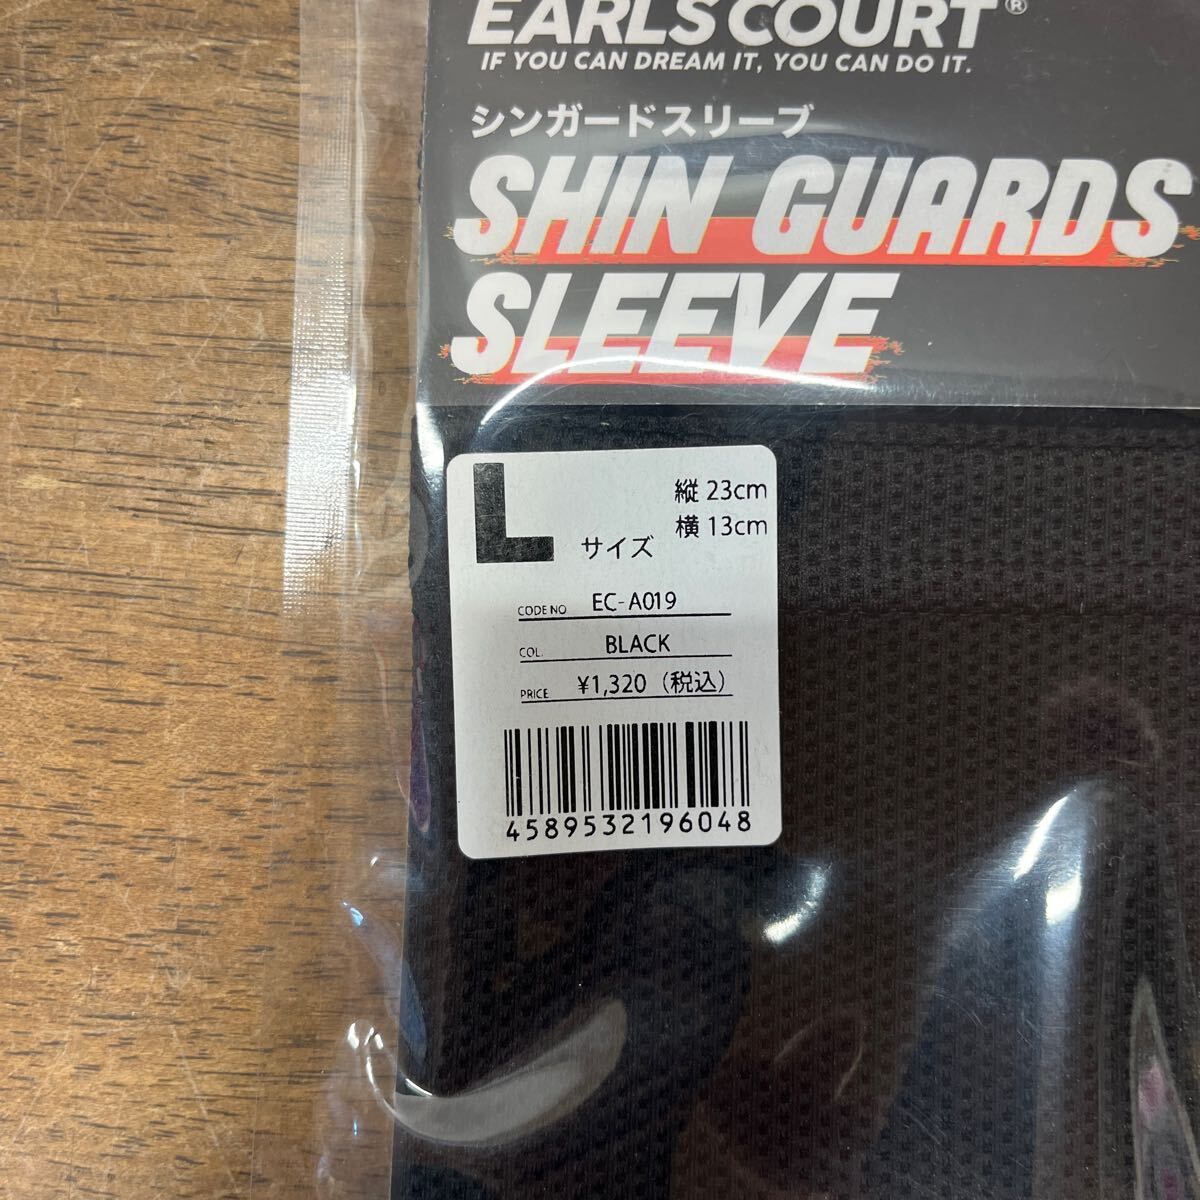 EARLS COURT®
IF YOU CAN DREAM IT, YOU CAN DO IT.
シンガードスリーブ
SHIN GUARDS
SLEEVE
L サイズ
縦 23cm
横 13cm
CODE NO EC-A019
COL. BLACK
PRICE ¥1,320（税込）
4589532196048